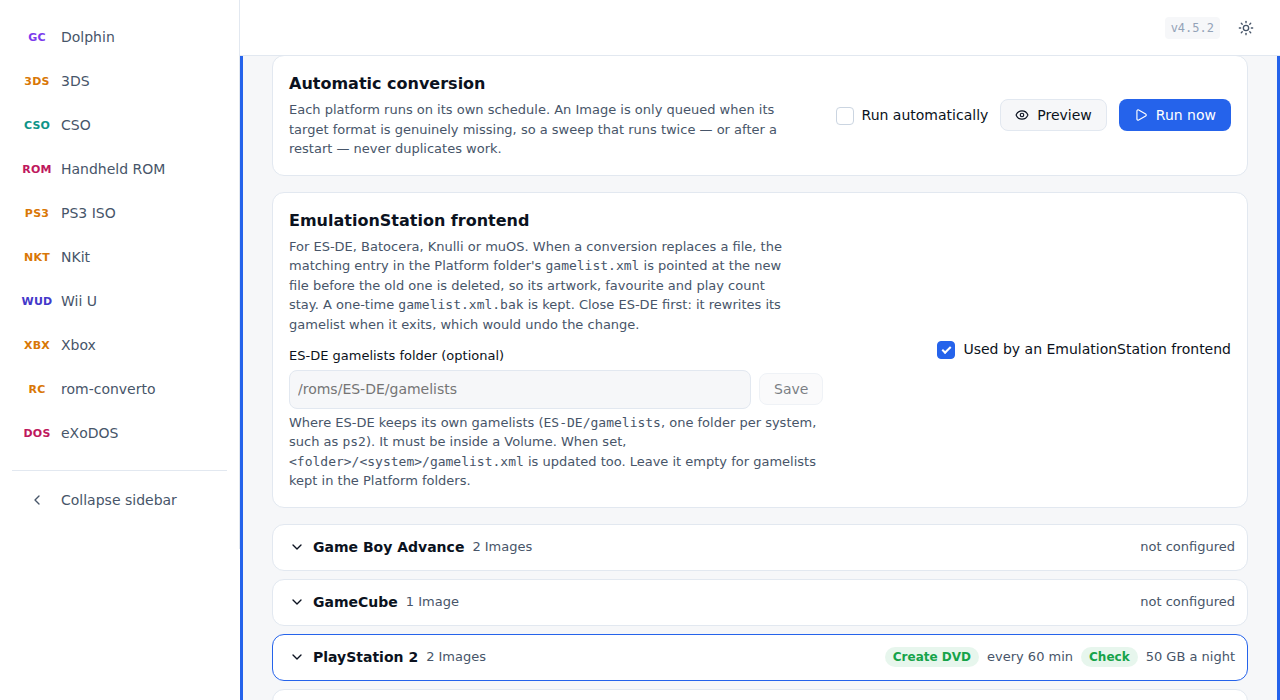 GC Dolphin
3DS 3DS
CSO CSO
ROM Handheld ROM
PS3 PS3 ISO
NKT NKit
WUD Wii U
XBX Xbox
RC rom-converto
DOS eXoDOS
Collapse sidebar
v4.5.2
Automatic conversion
Each platform runs on its own schedule. An Image is only queued when its
target format is genuinely missing, so a sweep that runs twice — or after a
restart — never duplicates work.
Run automatically
Preview
Run now
EmulationStation frontend
For ES-DE, Batocera, Knulli or muOS. When a conversion replaces a file, the
matching entry in the Platform folder's gamelist.xml is pointed at the new
file before the old one is deleted, so its artwork, favourite and play count
stay. A one-time gamelist.xml.bak is kept. Close ES-DE first: it rewrites its
gamelist when it exits, which would undo the change.
ES-DE gamelists folder (optional)
/roms/ES-DE/gamelists
Save
Where ES-DE keeps its own gamelists (ES-DE/gamelists, one folder per system,
such as ps2). It must be inside a Volume. When set,
<folder>/<system>/gamelist.xml is updated too. Leave it empty for gamelists
kept in the Platform folders.
Used by an EmulationStation frontend
Game Boy Advance 2 Images not configured
GameCube 1 Image not configured
PlayStation 2 2 Images Create DVD every 60 min Check 50 GB a night